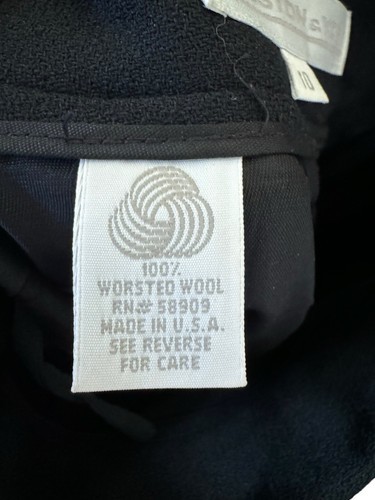 10
100%
WORSTED WOOL
RN# 58909
MADE IN U.S.A.
SEE REVERSE
FOR CARE